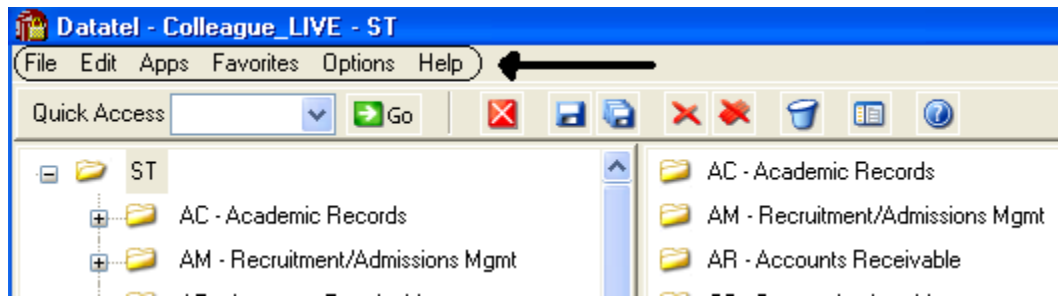 Datatel - Colleague_LIVE - ST
File Edit Apps Favorites Options Help
Quick Access Go
ST
AC - Academic Records
AM - Recruitment/Admissions Mgmt
AC - Academic Records
AM - Recruitment/Admissions Mgmt
AR - Accounts Receivable